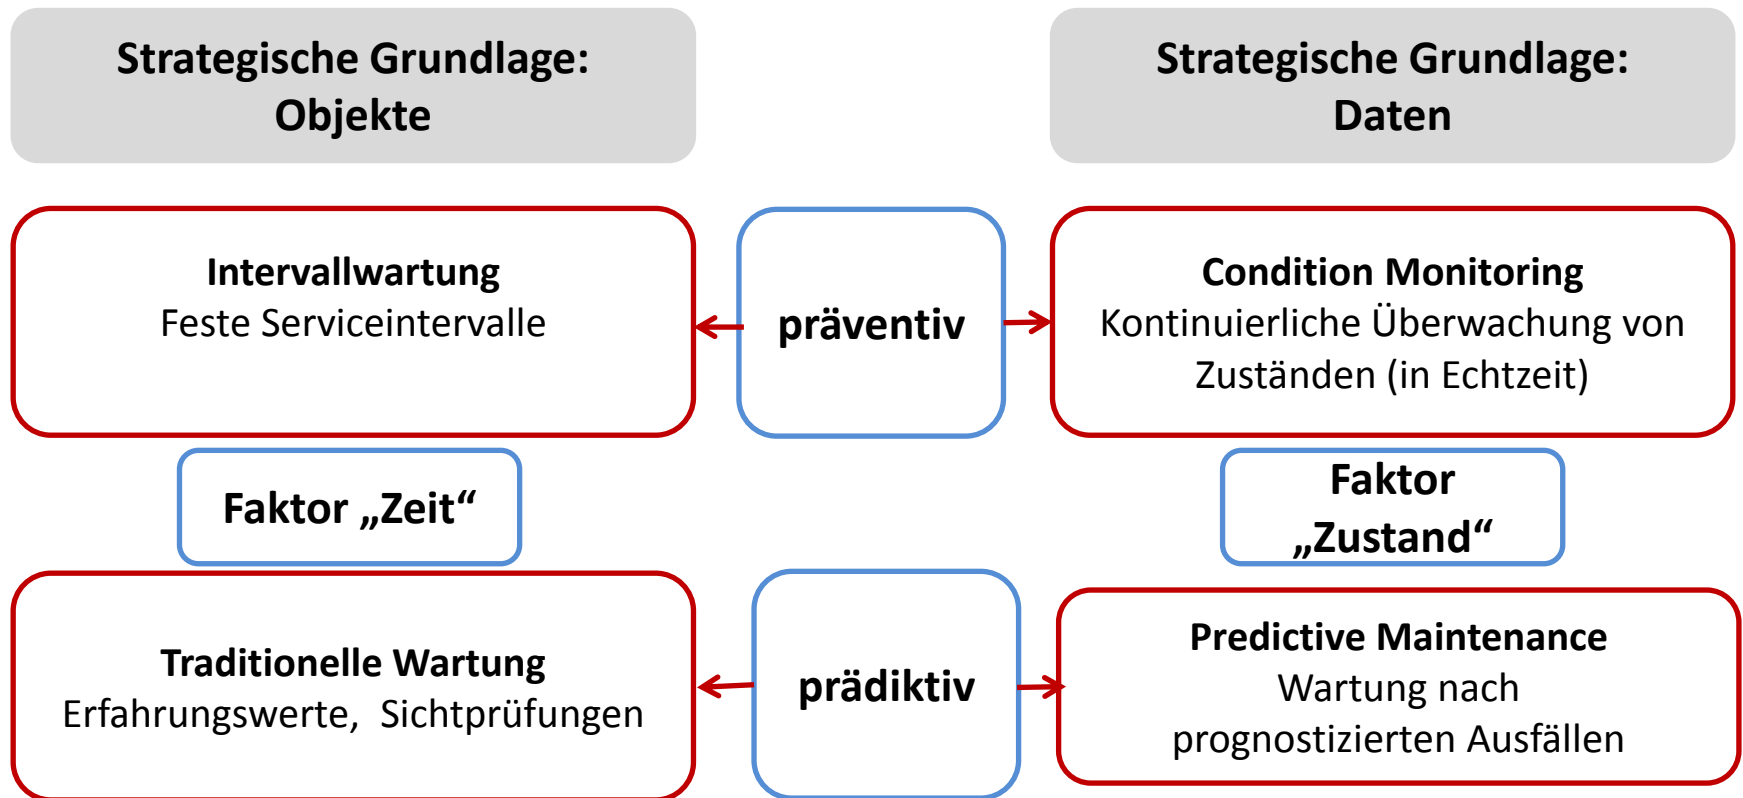 Strategische Grundlage:
Objekte
Strategische Grundlage:
Daten
Intervallwartung
Feste Serviceintervalle
präventiv
Condition Monitoring
Kontinuierliche Überwachung von
Zuständen (in Echtzeit)
Faktor „Zeit“
Faktor
„Zustand“
Traditionelle Wartung
Erfahrungswerte, Sichtprüfungen
prädiktiv
Predictive Maintenance
Wartung nach
prognostizierten Ausfällen